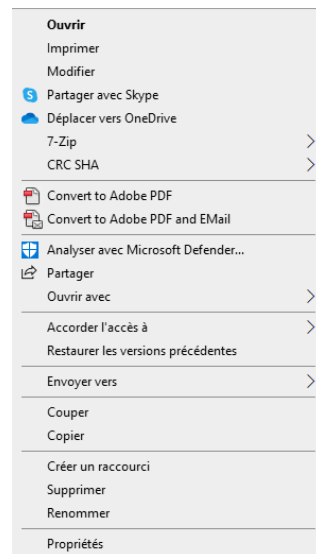 Ouvrir
Imprimer
Modifier
Partager avec Skype
Déplacer vers OneDrive
7-Zip
CRC SHA
Convert to Adobe PDF
Convert to Adobe PDF and EMail
Analyser avec Microsoft Defender...
Partager
Ouvrir avec
Accorder l'accès à
Restaurer les versions précédentes
Envoyer vers
Couper
Copier
Créer un raccourci
Supprimer
Renommer
Propriétés